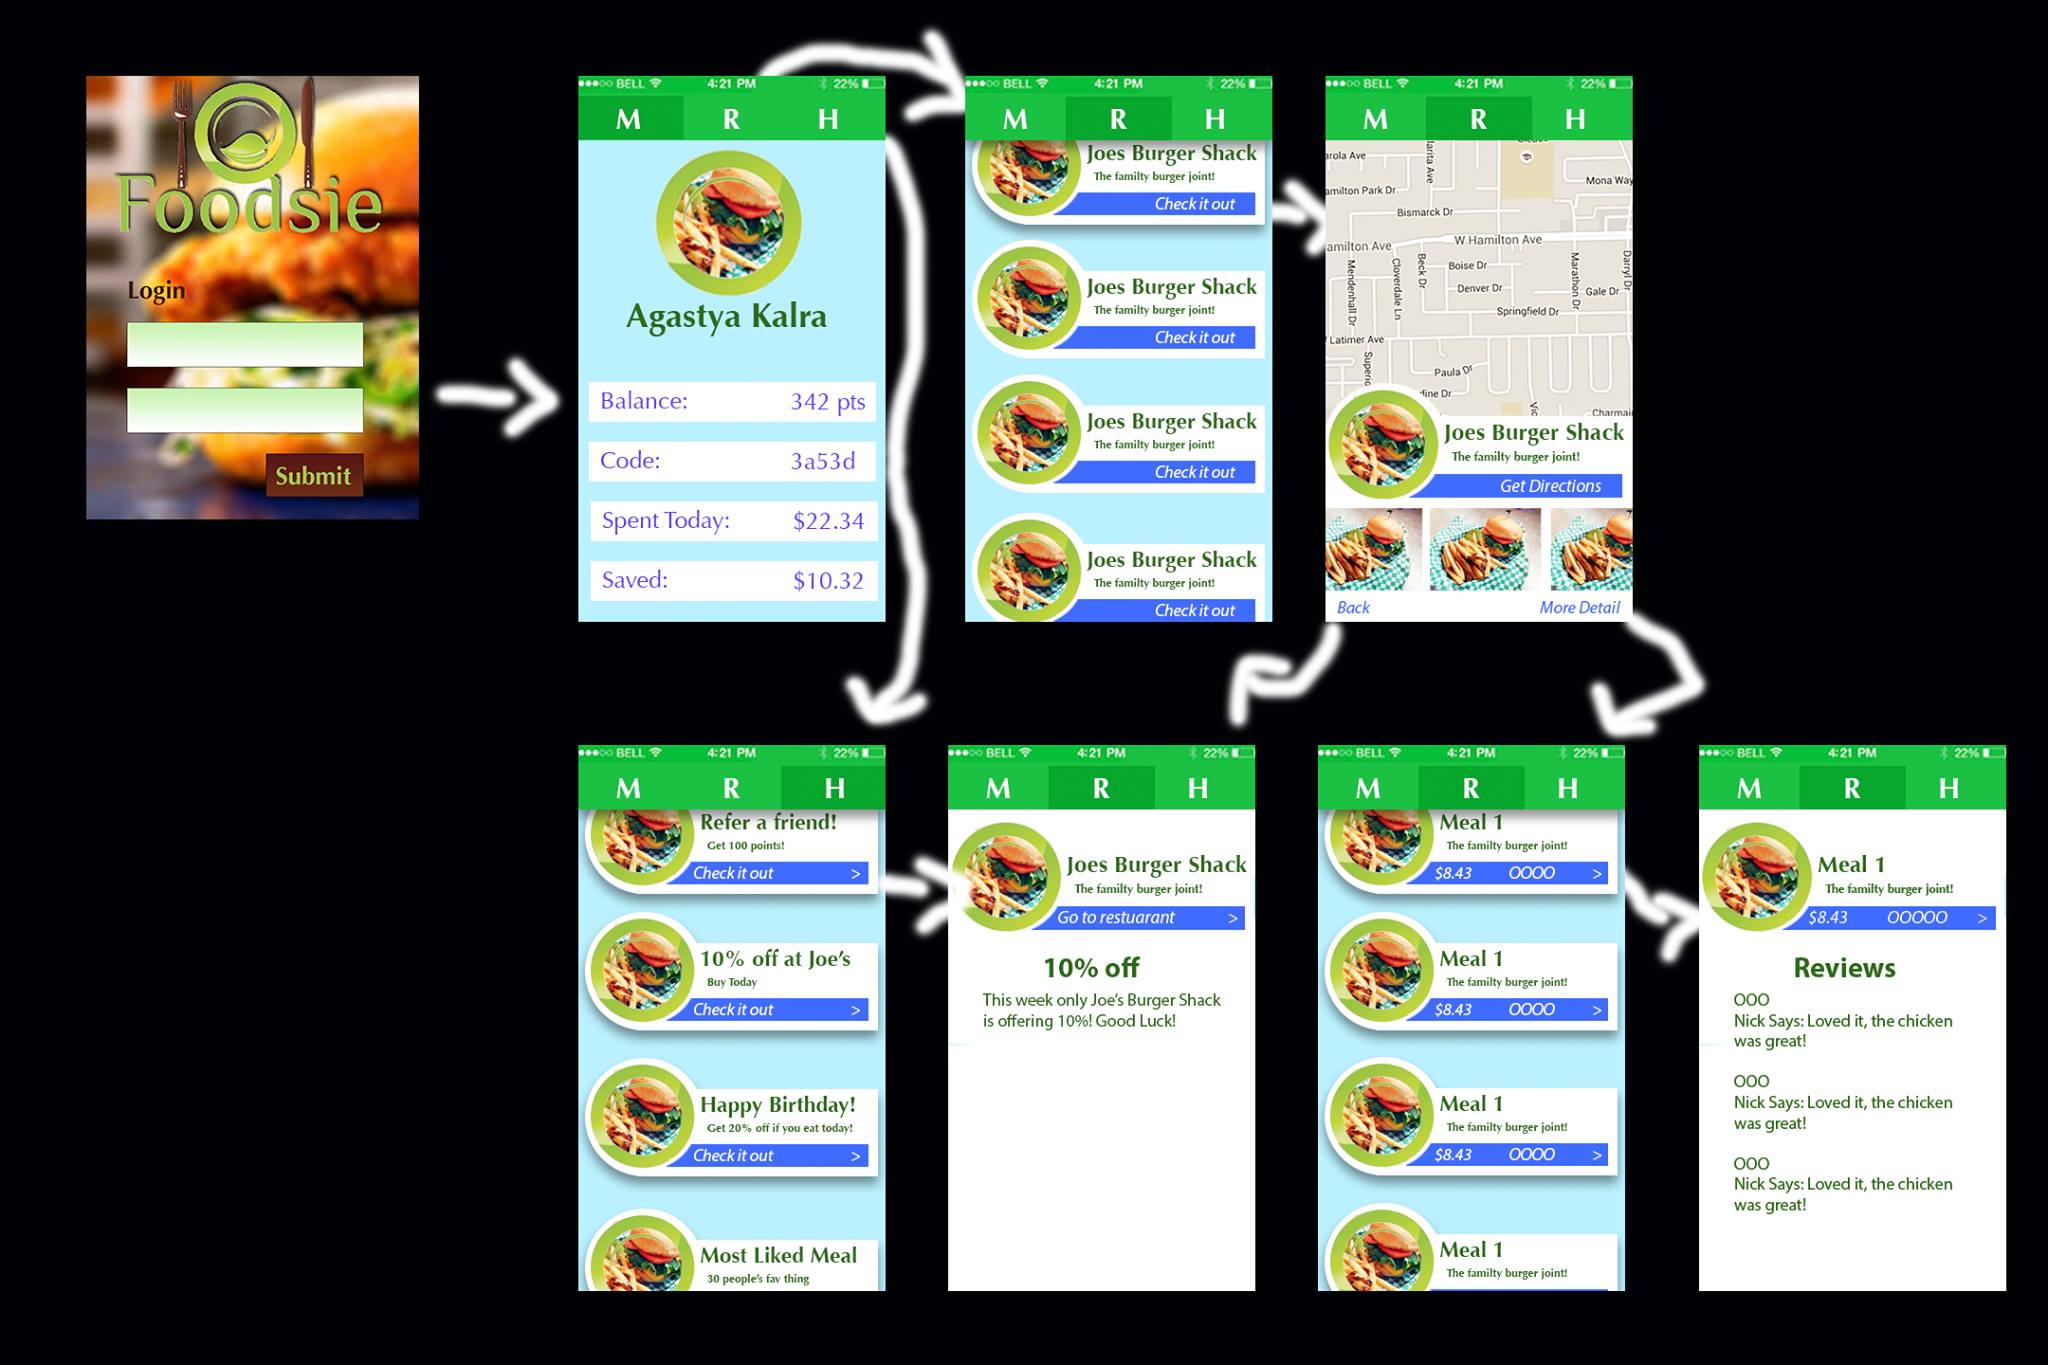 Foodsie
Login
Submit
BELL 4:21 PM 22%
M R H
Agastya Kalra
Balance: 342 pts
Code: 3a53d
Spent Today: $22.34
Saved: $10.32
BELL 4:21 PM 22%
M R H
Joes Burger Shack
The familty burger joint!
Check it out
Joes Burger Shack
The familty burger joint!
Check it out
Joes Burger Shack
The familty burger joint!
Check it out
Joes Burger Shack
The familty burger joint!
Check it out
BELL 4:21 PM 22%
M R H
arola Ave
larita Ave
Mona Way
amilton Park Dr
Bismarck Dr
amilton Ave
W Hamilton Ave
Mendenhall Dr
Cloverdale Ln
Beck Dr
Boise Dr
Marathon Dr
Darryl Dr
Denver Dr
Gale Dr
Springfield Dr
Latimer Ave
Superio
Paula Dr
dine Dr
Vic
Charmai
Joes Burger Shack
The familty burger joint!
Get Directions
Back More Detail
BELL 4:21 PM 22%
M R H
Refer a friend!
Get 100 points!
Check it out >
10% off at Joe's
Buy Today
Check it out >
Happy Birthday!
Get 20% off if you eat today!
Check it out >
Most Liked Meal
30 people's fav thing
BELL 4:21 PM 22%
M R H
Joes Burger Shack
The familty burger joint!
Go to restuarant >
10% off
This week only Joe's Burger Shack
is offering 10%! Good Luck!
BELL 4:21 PM 22%
M R H
Meal 1
The familty burger joint!
$8.43 OOOO >
Meal 1
The familty burger joint!
$8.43 OOOO >
Meal 1
The familty burger joint!
$8.43 OOOO >
Meal 1
The familty burger joint!
BELL 4:21 PM 22%
M R H
Meal 1
The familty burger joint!
$8.43 OOOOO >
Reviews
OOO
Nick Says: Loved it, the chicken
was great!
OOO
Nick Says: Loved it, the chicken
was great!
OOO
Nick Says: Loved it, the chicken
was great!